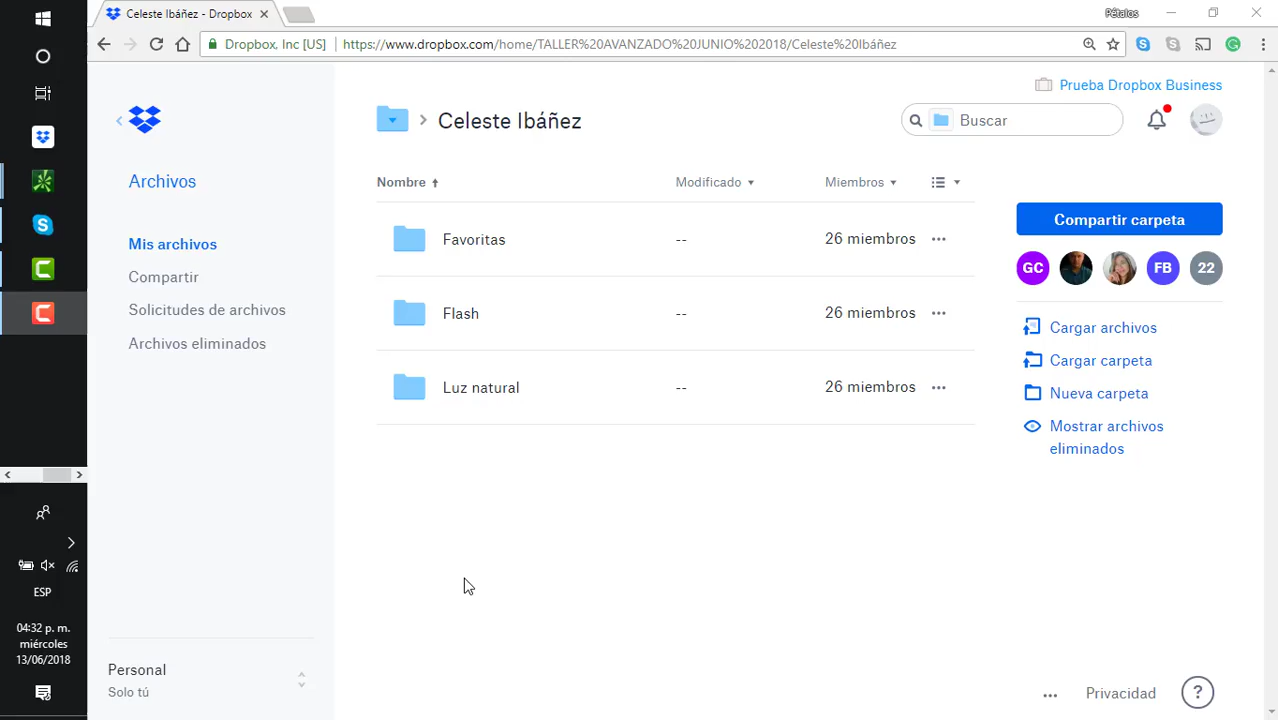 Celeste Ibáñez - Dropbox
Pétalos
Dropbox, Inc [US]
https://www.dropbox.com/home/TALLER%20AVANZADO%20JUNIO%202018/Celeste%20Ibáñez
Prueba Dropbox Business
Celeste Ibáñez
Buscar
Archivos
Mis archivos
Compartir
Solicitudes de archivos
Archivos eliminados
Nombre
Modificado
Miembros
Favoritas
--
26 miembros
Flash
--
26 miembros
Luz natural
--
26 miembros
Compartir carpeta
GC
FB
22
Cargar archivos
Cargar carpeta
Nueva carpeta
Mostrar archivos
eliminados
ESP
04:32 p. m.
miércoles
13/06/2018
Personal
Solo tú
Privacidad
?